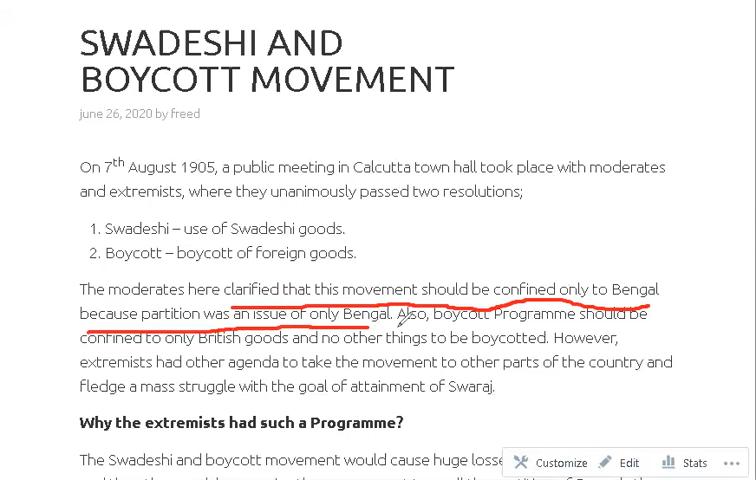 SWADESHI AND
BOYCOTT MOVEMENT
june 26, 2020 by freed
On 7th August 1905, a public meeting in Calcutta town hall took place with moderates
and extremists, where they unanimously passed two resolutions;
1. Swadeshi – use of Swadeshi goods.
2. Boycott – boycott of foreign goods.
The moderates here clarified that this movement should be confined only to Bengal
because partition was an issue of only Bengal. Also, boycott Programme should be
confined to only British goods and no other things to be boycotted. However,
extremists had other agenda to take the movement to other parts of the country and
fledge a mass struggle with the goal of attainment of Swaraj.
Why the extremists had such a Programme?
The Swadeshi and boycott movement would cause huge losse
Customize Edit Stats